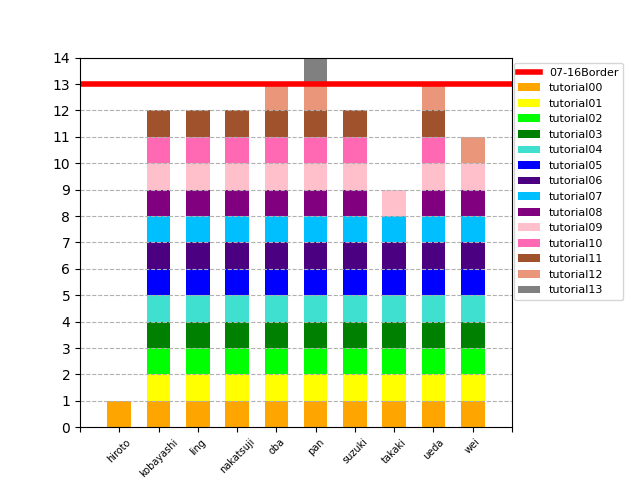 14
13
12
11
10
9
8
7
6
5
4
3
2
1
0
hiroto
kobayashi
ling
nakatsuji
oba
pan
suzuki
takaki
ueda
wei
07-16Border
tutorial00
tutorial01
tutorial02
tutorial03
tutorial04
tutorial05
tutorial06
tutorial07
tutorial08
tutorial09
tutorial10
tutorial11
tutorial12
tutorial13